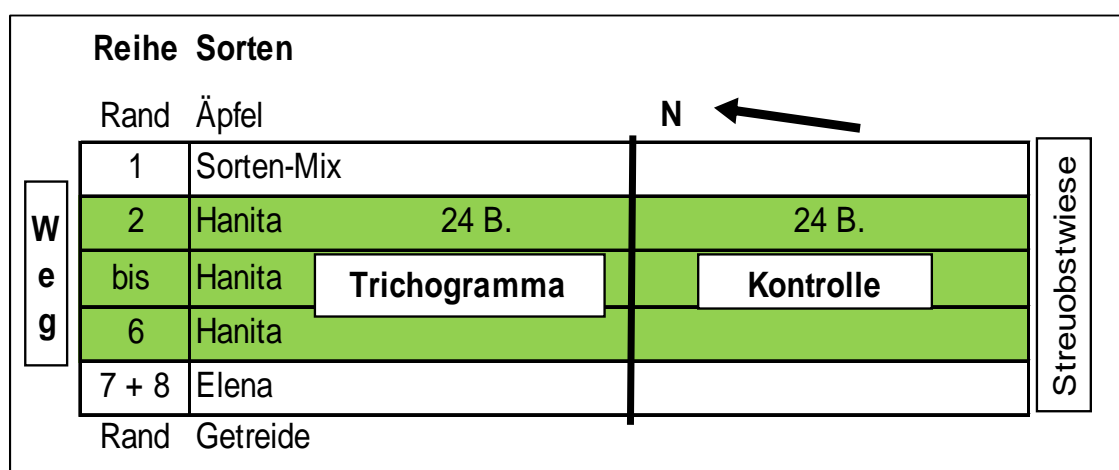 Reihe Sorten
Rand Äpfel N
1 Sorten-Mix
2 Hanita 24 B. 24 B.
bis Hanita Trichogramma Kontrolle
6 Hanita
7 + 8 Elena
Rand Getreide
Weg
Streuobstwiese